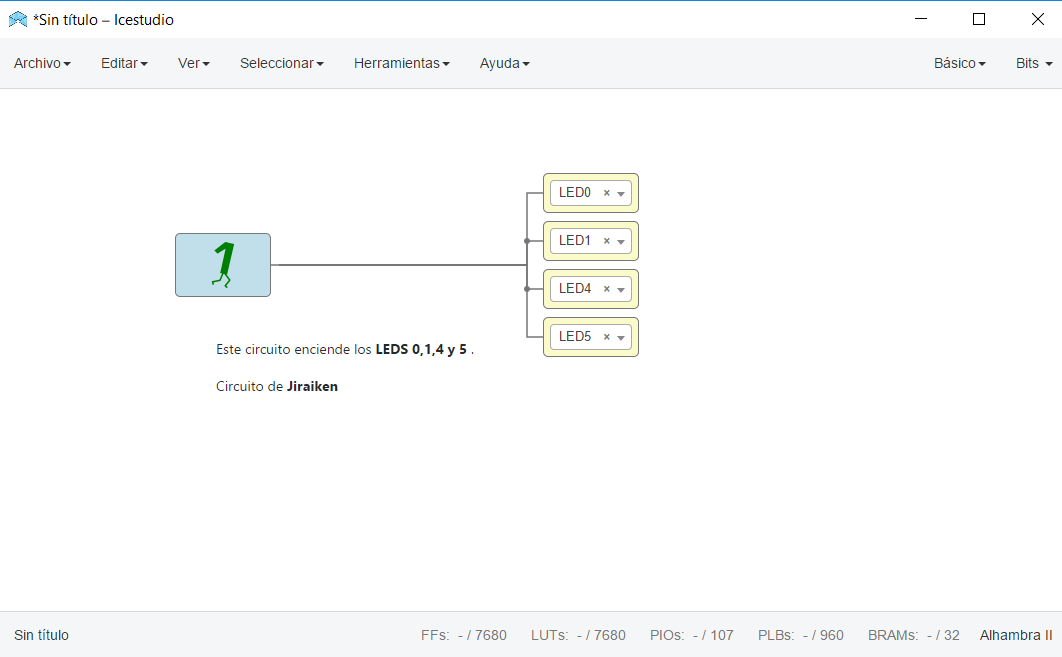 *Sin título – Icestudio
Archivo Editar Ver Seleccionar Herramientas Ayuda Básico Bits
LED0 ×
LED1 ×
1
LED4 ×
LED5 ×
Este circuito enciende los LEDS 0,1,4 y 5 .
Circuito de Jiraiken
Sin título FFs: - / 7680 LUTs: - / 7680 PIOs: - / 107 PLBs: - / 960 BRAMs: - / 32 Alhambra II